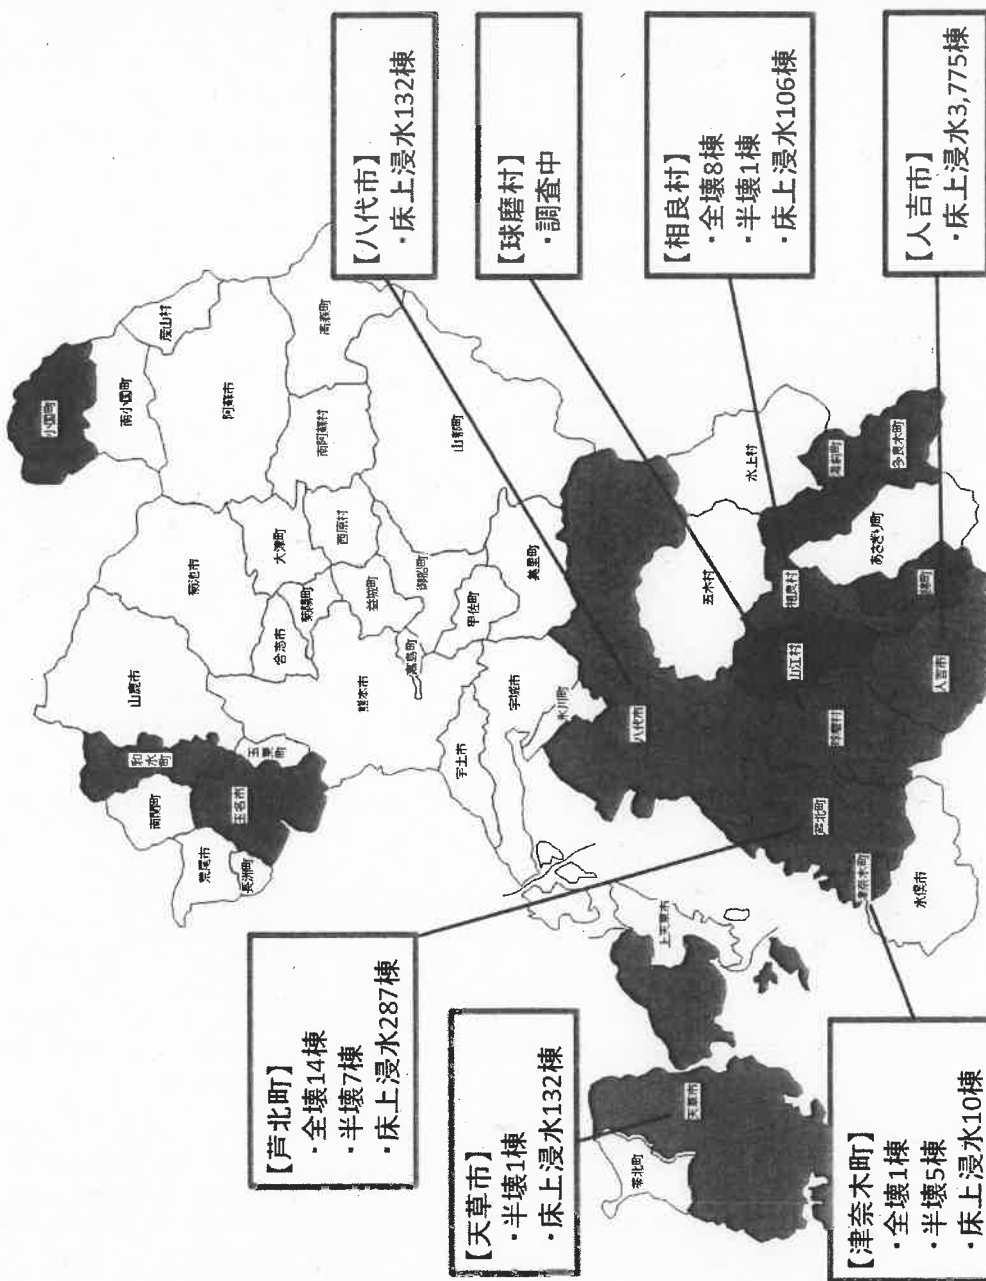 【八代市】
・床上浸水132棟
【球磨村】
・調査中
【相良村】
・全壊8棟
・半壊1棟
・床上浸水106棟
【人吉市】
・床上浸水3,775棟
【芦北町】
・全壊14棟
・半壊7棟
・床上浸水287棟
【天草市】
・半壊1棟
・床上浸水132棟
【津奈木町】
・全壊1棟
・半壊5棟
・床上浸水10棟
小国町
南小国町
産山村
阿蘇市
高森町
南阿蘇村
山都町
菊池市
大津町
西原村
菊陽町
合志市
益城町
御船町
嘉島町
甲佐町
美里町
山鹿市
熊本市
和水町
玉東町
南関町
玉名市
荒尾市
長洲町
宇土市
宇城市
氷川町
八代市
五木村
水上村
湯前町
多良木町
あさぎり町
相良村
山江村
錦町
人吉市
球磨村
芦北町
津奈木町
水俣市
上天草市
天草市
苓北町